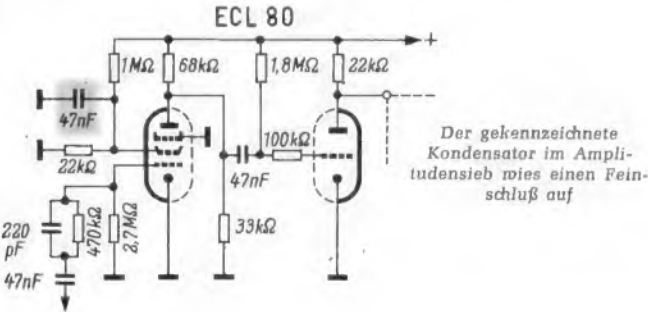 ECL 80
+
1MΩ
68kΩ
1,8MΩ
22kΩ
47nF
22kΩ
100kΩ
47nF
220
pF
470kΩ
2,7MΩ
33kΩ
47nF
Der gekennzeichnete
Kondensator im Ampli-
tudensieb wies einen Fein-
schluß auf